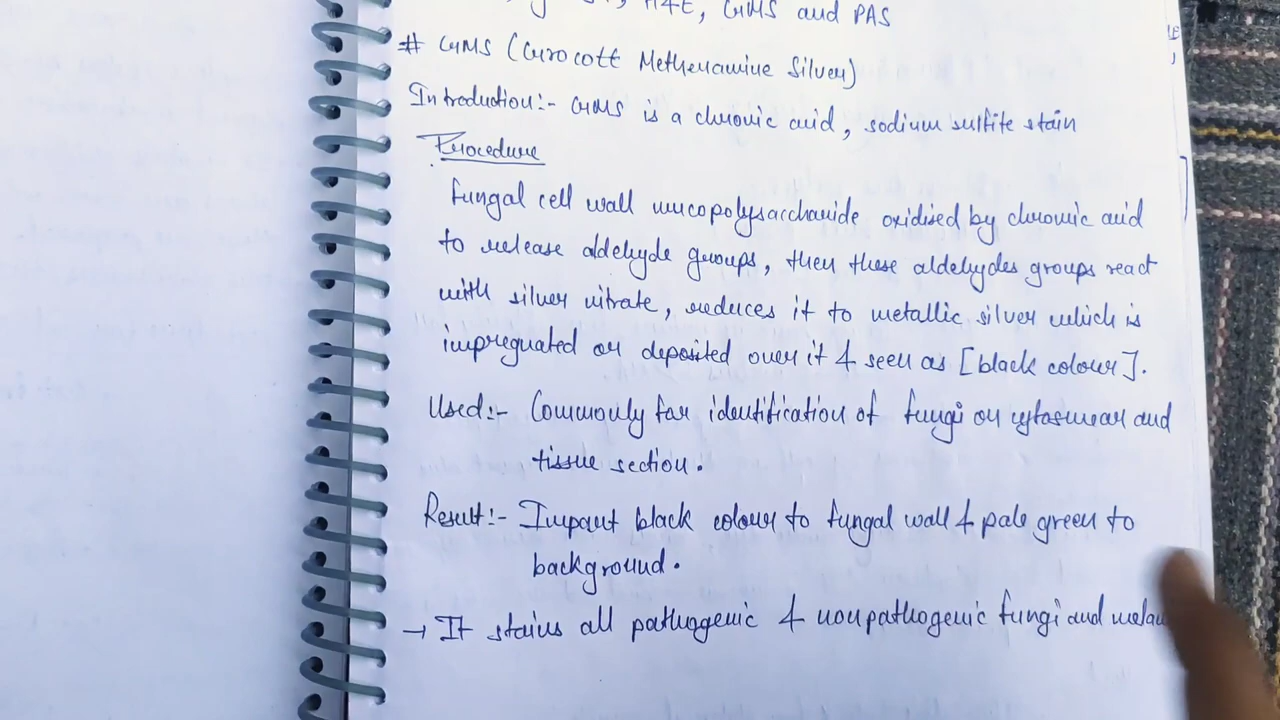 H&E, GMS and PAS
# GMS (Grocott Methenamine Silver)
Introduction:- GMS is a chromic acid, sodium sulfite stain
Procedure
Fungal cell wall mucopolysaccharide oxidised by chromic acid
to release aldehyde groups, then these aldehydes groups react
with silver nitrate, reduces it to metallic silver which is
impregnated or deposited over it & seen as [black colour].
Used:- Commonly for identification of fungi on cytosmear and
tissue section.
Result:- Impart black colour to fungal wall & pale green to
background.
→ It stains all pathogenic & nonpathogenic fungi and